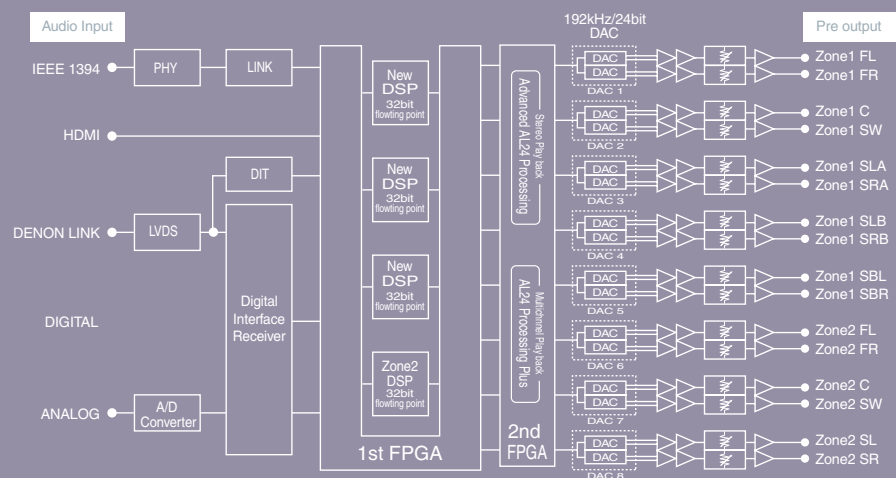 Audio Input
192kHz/24bit
DAC
Pre output
IEEE 1394
PHY
LINK
HDMI
DIT
DENON LINK
LVDS
Digital
Interface
Receiver
DIGITAL
ANALOG
A/D
Converter
New
DSP
32bit
flowting point
New
DSP
32bit
flowting point
New
DSP
32bit
flowting point
Zone2
DSP
32bit
flowting point
1st FPGA
Stereo Play back
Advanced AL24 Processing
Multichnnel Play back
AL24 Processing Plus
2nd
FPGA
DAC
DAC
DAC 1
DAC
DAC
DAC 2
DAC
DAC
DAC 3
DAC
DAC
DAC 4
DAC
DAC
DAC 5
DAC
DAC
DAC 6
DAC
DAC
DAC 7
DAC
DAC
DAC 8
Zone1 FL
Zone1 FR
Zone1 C
Zone1 SW
Zone1 SLA
Zone1 SRA
Zone1 SLB
Zone1 SRB
Zone1 SBL
Zone1 SBR
Zone2 FL
Zone2 FR
Zone2 C
Zone2 SW
Zone2 SL
Zone2 SR